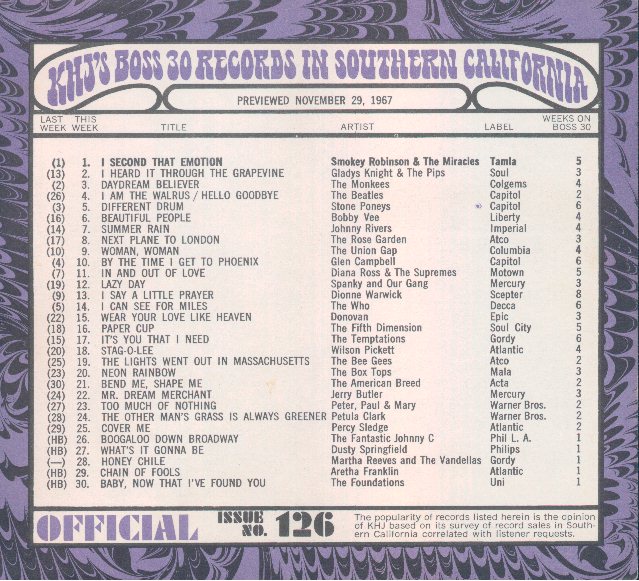 KHJ'S BOSS 30 RECORDS IN SOUTHERN CALIFORNIA
PREVIEWED NOVEMBER 29, 1967
LAST WEEK THIS WEEK TITLE ARTIST LABEL WEEKS ON BOSS 30
(1) 1. I SECOND THAT EMOTION Smokey Robinson & The Miracles Tamla 5
(13) 2. I HEARD IT THROUGH THE GRAPEVINE Gladys Knight & The Pips Soul 3
(2) 3. DAYDREAM BELIEVER The Monkees Colgems 4
(26) 4. I AM THE WALRUS / HELLO GOODBYE The Beatles Capitol 2
(3) 5. DIFFERENT DRUM Stone Poneys Capitol 6
(16) 6. BEAUTIFUL PEOPLE Bobby Vee Liberty 4
(14) 7. SUMMER RAIN Johnny Rivers Imperial 4
(17) 8. NEXT PLANE TO LONDON The Rose Garden Atco 3
(10) 9. WOMAN, WOMAN The Union Gap Columbia 4
(4) 10. BY THE TIME I GET TO PHOENIX Glen Campbell Capitol 6
(7) 11. IN AND OUT OF LOVE Diana Ross & The Supremes Motown 5
(19) 12. LAZY DAY Spanky and Our Gang Mercury 3
(9) 13. I SAY A LITTLE PRAYER Dionne Warwick Scepter 8
(5) 14. I CAN SEE FOR MILES The Who Decca 6
(22) 15. WEAR YOUR LOVE LIKE HEAVEN Donovan Epic 3
(18) 16. PAPER CUP The Fifth Dimension Soul City 5
(15) 17. IT'S YOU THAT I NEED The Temptations Gordy 6
(20) 18. STAG-O-LEE Wilson Pickett Atlantic 4
(25) 19. THE LIGHTS WENT OUT IN MASSACHUSETTS The Bee Gees Atco 2
(23) 20. NEON RAINBOW The Box Tops Mala 3
(30) 21. BEND ME, SHAPE ME The American Breed Acta 2
(24) 22. MR. DREAM MERCHANT Jerry Butler Mercury 3
(27) 23. TOO MUCH OF NOTHING Peter, Paul & Mary Warner Bros. 2
(28) 24. THE OTHER MAN'S GRASS IS ALWAYS GREENER Petula Clark Warner Bros. 2
(29) 25. COVER ME Percy Sledge Atlantic 2
(HB) 26. BOOGALOO DOWN BROADWAY The Fantastic Johnny C Phil L. A. 1
(HB) 27. WHAT'S IT GONNA BE Dusty Springfield Philips 1
(—) 28. HONEY CHILE Martha Reeves and The Vandellas Gordy 1
(HB) 29. CHAIN OF FOOLS Aretha Franklin Atlantic 1
(HB) 30. BABY, NOW THAT I'VE FOUND YOU The Foundations Uni 1
OFFICIAL ISSUE NO. 126
The popularity of records listed herein is the opinion
of KHJ based on its survey of record sales in South-
ern California correlated with listener requests.